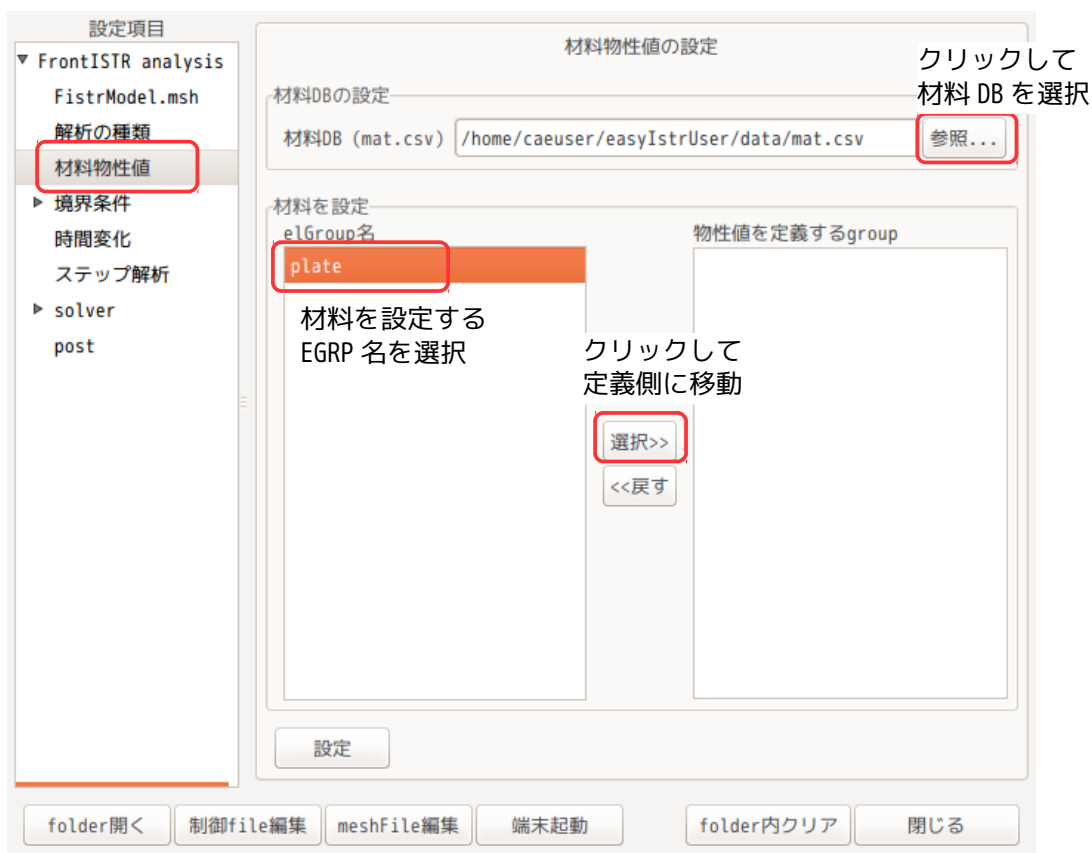 設定項目
▼ FrontISTR analysis
FistrModel.msh
解析の種類
材料物性値
▶ 境界条件
時間変化
ステップ解析
▶ solver
post
材料物性値の設定
クリックして
材料 DB を選択
材料DBの設定
材料DB (mat.csv) /home/caeuser/easyIstrUser/data/mat.csv 参照...
材料を設定
elGroup名
物性値を定義するgroup
plate
材料を設定する
EGRP 名を選択
クリックして
定義側に移動
選択>>
<<戻す
設定
folder開く 制御file編集 meshFile編集 端末起動 folder内クリア 閉じる